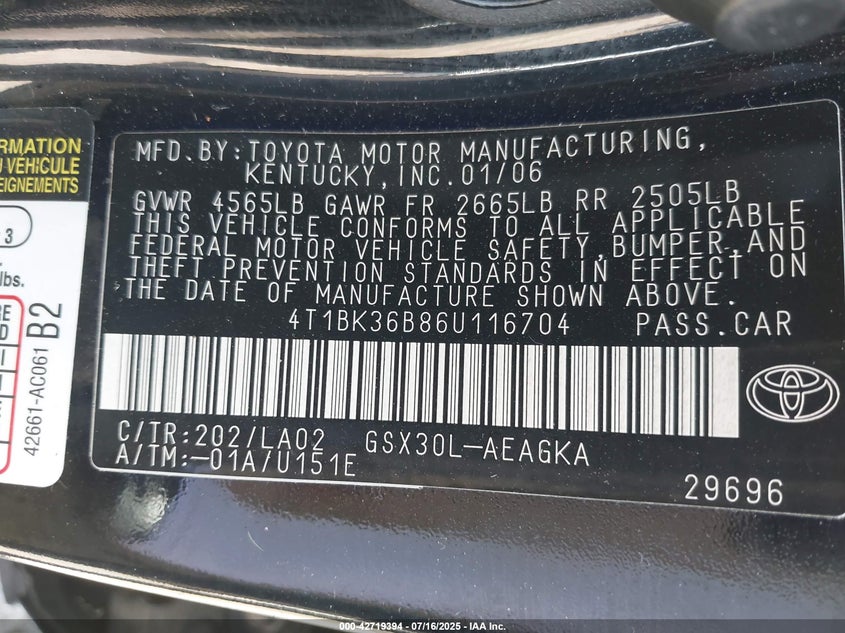 ORMATION
U VEHICULE
EIGNEMENTS
3
lbs.
RE
D
42661-AC061
B2
MFD.BY:TOYOTA MOTOR MANUFACTURING,
KENTUCKY,INC.01/06
GVWR 4565LB GAWR FR 2665LB RR 2505LB
THIS VEHICLE CONFORMS TO ALL APPLICABLE
FEDERAL MOTOR VEHICLE SAFETY,BUMPER,AND
THEFT PREVENTION STANDARDS IN EFFECT ON
THE DATE OF MANUFACTURE SHOWN ABOVE.
4T1BK36B86U116704 PASS.CAR
C/TR:202/LA02 GSX30L-AEAGKA
A/TM:-01A/U151E
29696
000-42719394 - 07/16/2025 - © IAA, Inc.